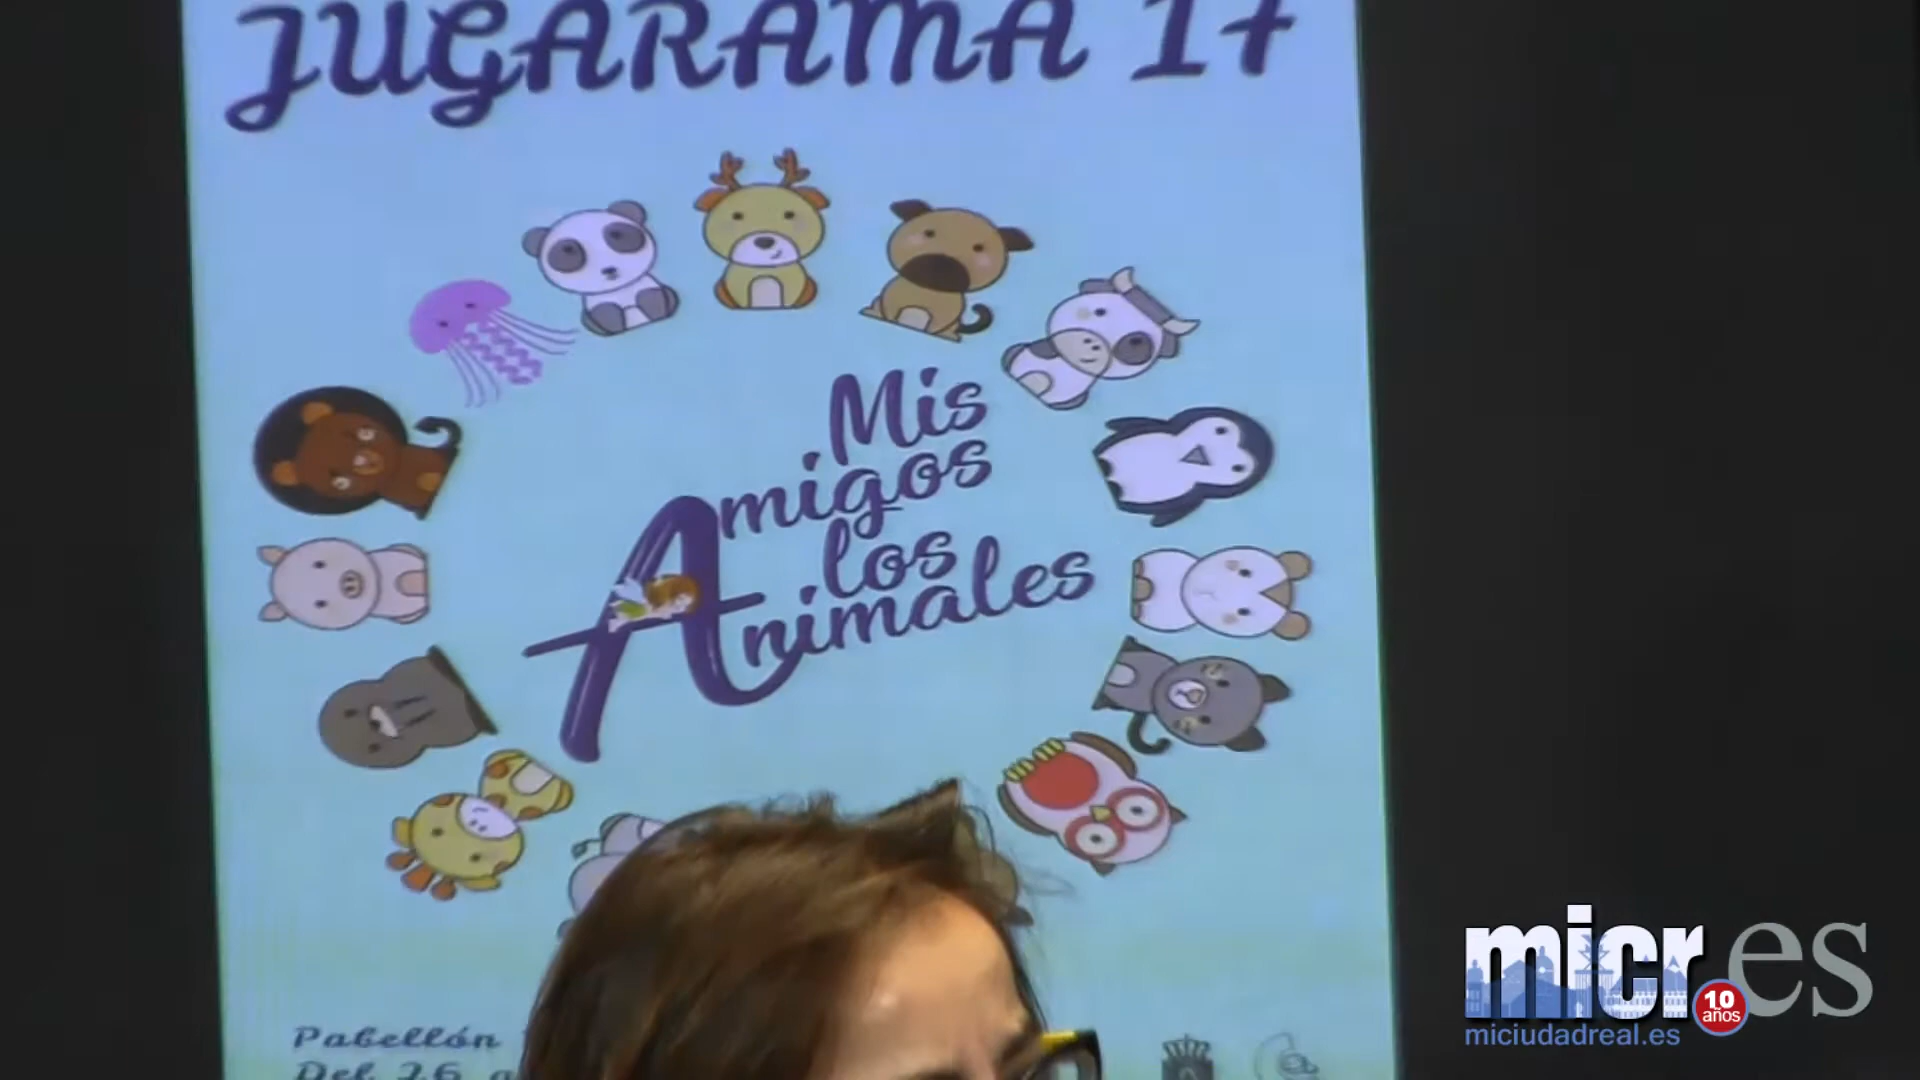 JUGARAMA 17
Mis
Amigos
los
Animales
Pabellón
Del 26 a
micr.es
10
años
miciudadreal.es